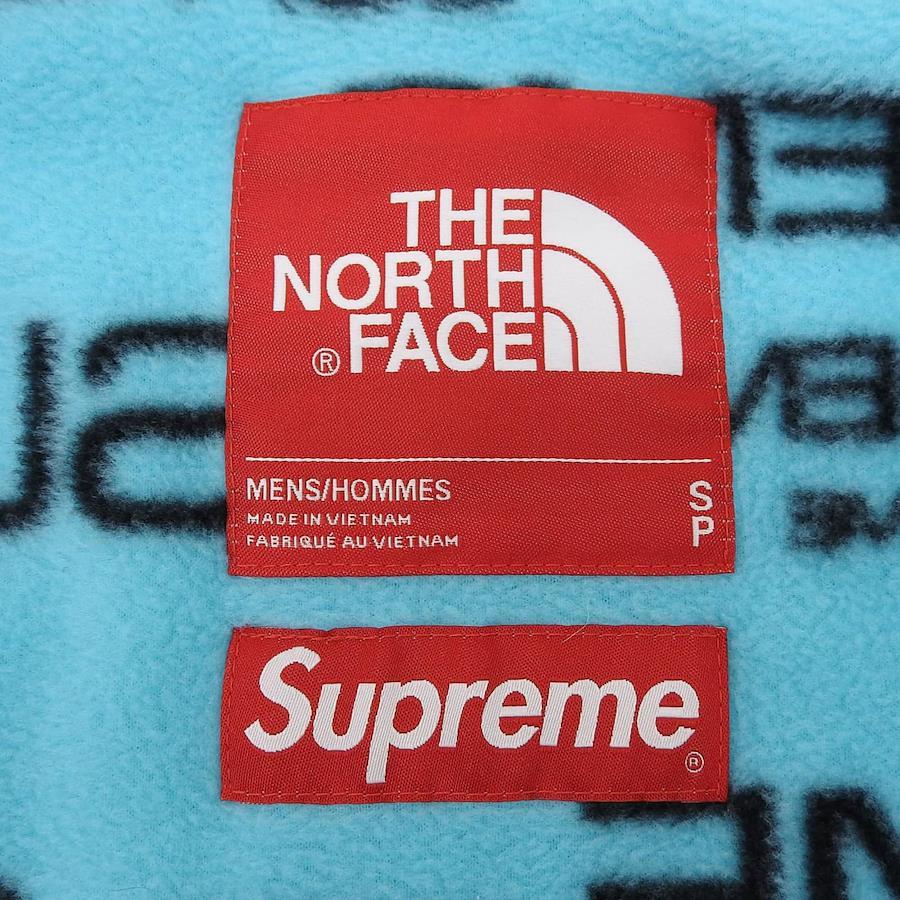 THE
NORTH
® FACE
MENS/HOMMES S
MADE IN VIETNAM P
FABRIQUÉ AU VIETNAM
Supreme
®